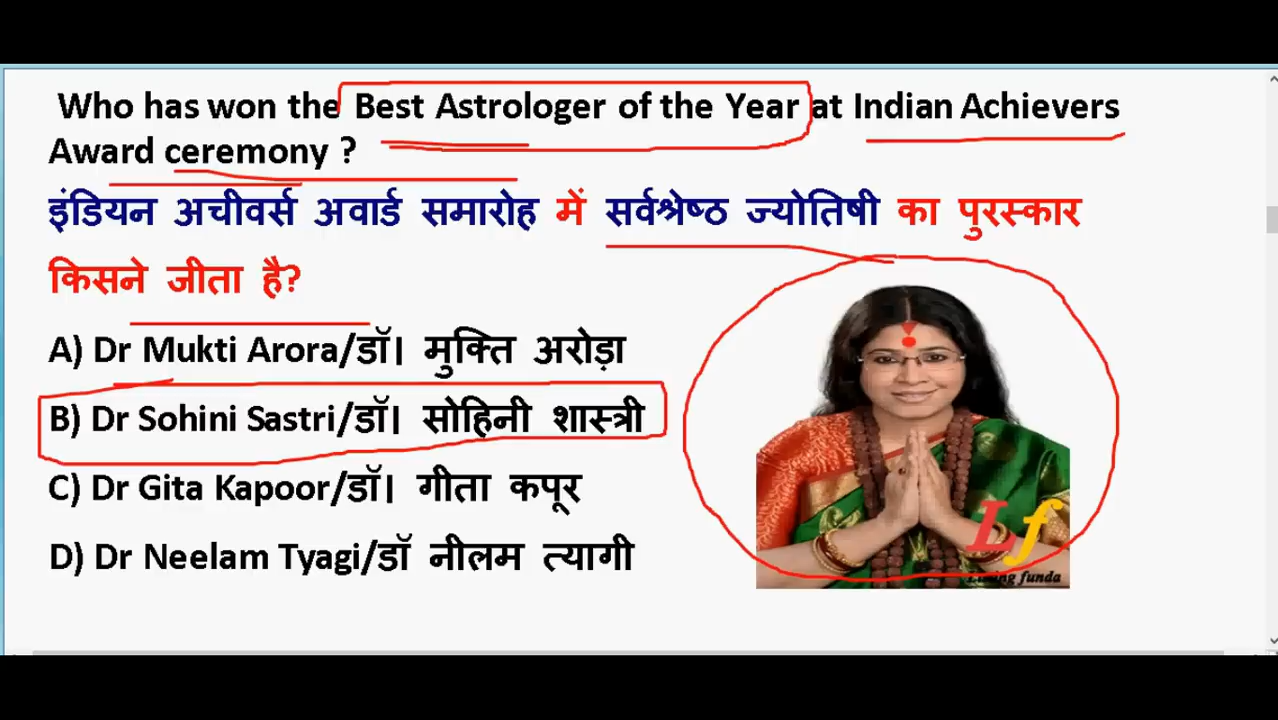 Who has won the Best Astrologer of the Year at Indian Achievers
Award ceremony ?
इंडियन अचीवर्स अवार्ड समारोह में सर्वश्रेष्ठ ज्योतिषी का पुरस्कार
किसने जीता है?
A) Dr Mukti Arora/डॉ। मुक्ति अरोड़ा
B) Dr Sohini Sastri/डॉ। सोहिनी शास्त्री
C) Dr Gita Kapoor/डॉ। गीता कपूर
D) Dr Neelam Tyagi/डॉ नीलम त्यागी
Lf
funda